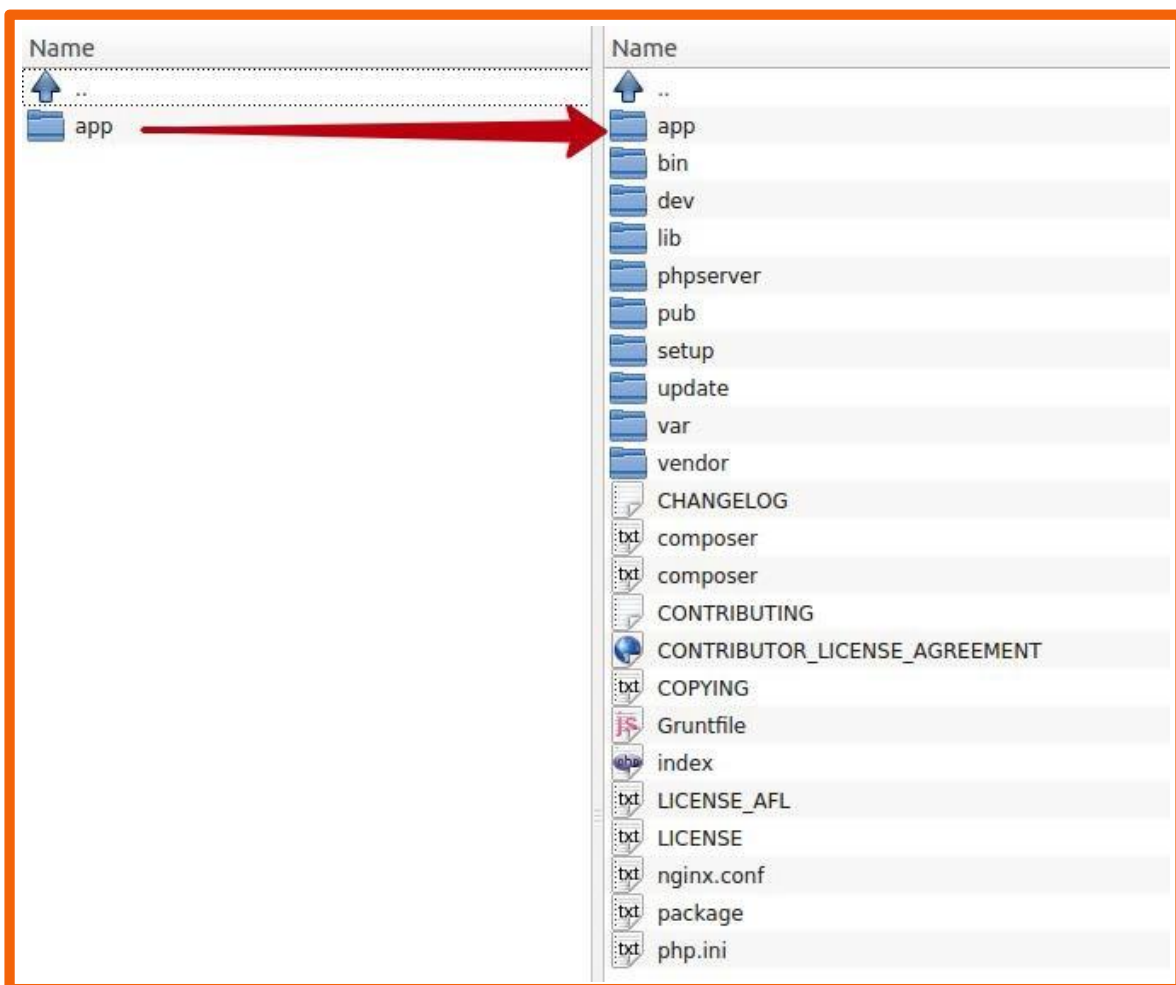 Name
..
app
Name
..
app
bin
dev
lib
phpserver
pub
setup
update
var
vendor
CHANGELOG
txt composer
txt composer
CONTRIBUTING
CONTRIBUTOR_LICENSE_AGREEMENT
txt COPYING
js Gruntfile
php index
txt LICENSE_AFL
txt LICENSE
txt nginx.conf
txt package
txt php.ini